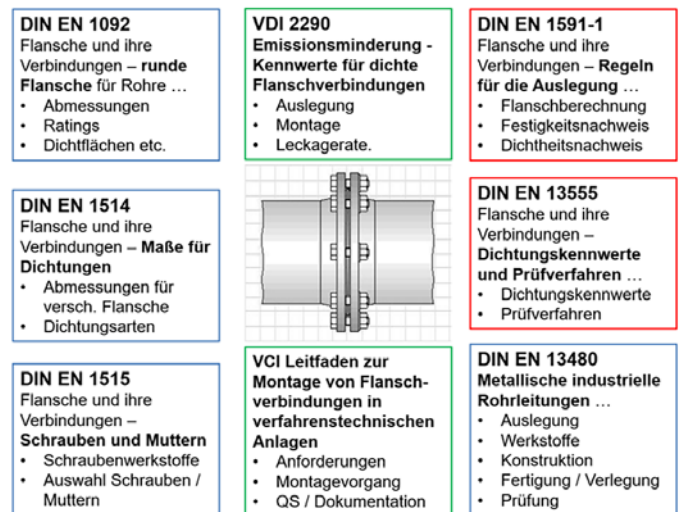 DIN EN 1092
Flansche und ihre
Verbindungen – runde
Flansche für Rohre …
• Abmessungen
• Ratings
• Dichtflächen etc.
VDI 2290
Emissionsminderung -
Kennwerte für dichte
Flanschverbindungen
• Auslegung
• Montage
• Leckagerate.
DIN EN 1591-1
Flansche und ihre
Verbindungen – Regeln
für die Auslegung …
• Flanschberechnung
• Festigkeitsnachweis
• Dichtheitsnachweis
DIN EN 1514
Flansche und ihre
Verbindungen – Maße für
Dichtungen
• Abmessungen für
versch. Flansche
• Dichtungsarten
DIN EN 13555
Flansche und ihre
Verbindungen –
Dichtungskennwerte
und Prüfverfahren …
• Dichtungskennwerte
• Prüfverfahren
DIN EN 1515
Flansche und ihre
Verbindungen –
Schrauben und Muttern
• Schraubenwerkstoffe
• Auswahl Schrauben /
Muttern
VCI Leitfaden zur
Montage von Flansch-
verbindungen in
verfahrenstechnischen
Anlagen
• Anforderungen
• Montagevorgang
• QS / Dokumentation
DIN EN 13480
Metallische industrielle
Rohrleitungen …
• Auslegung
• Werkstoffe
• Konstruktion
• Fertigung / Verlegung
• Prüfung